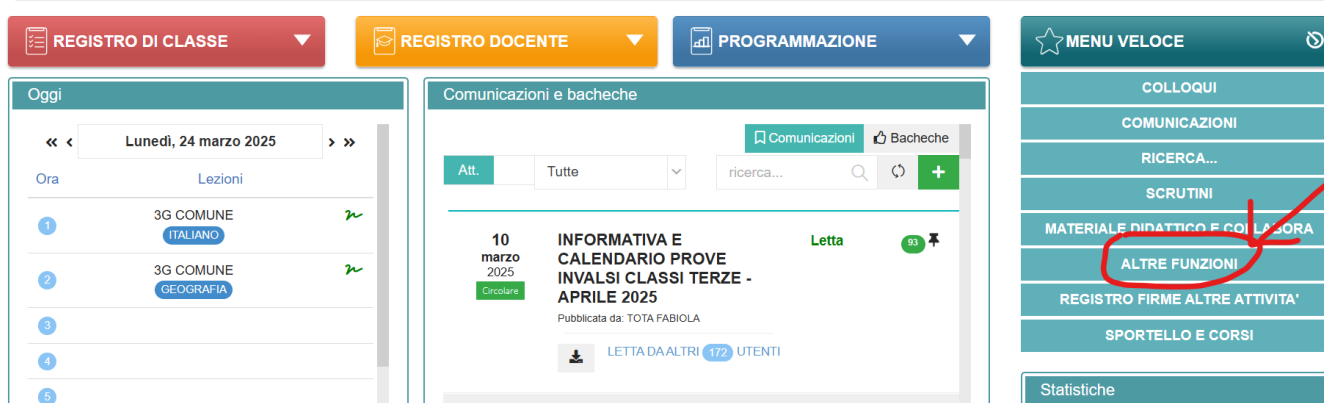 REGISTRO DI CLASSE
REGISTRO DOCENTE
PROGRAMMAZIONE
MENU VELOCE
Oggi
« ‹ Lunedì, 24 marzo 2025 › »
Ora Lezioni
1 3G COMUNE
ITALIANO
2 3G COMUNE
GEOGRAFIA
3
4
5
Comunicazioni e bacheche
Comunicazioni Bacheche
Att. Tutte ricerca... +
10
marzo
2025
Circolare
INFORMATIVA E
CALENDARIO PROVE
INVALSI CLASSI TERZE -
APRILE 2025
Pubblicata da: TOTA FABIOLA
Letta 93
LETTA DA ALTRI 172 UTENTI
COLLOQUI
COMUNICAZIONI
RICERCA...
SCRUTINI
MATERIALE DIDATTICO E COLLABORA
ALTRE FUNZIONI
REGISTRO FIRME ALTRE ATTIVITA'
SPORTELLO E CORSI
Statistiche